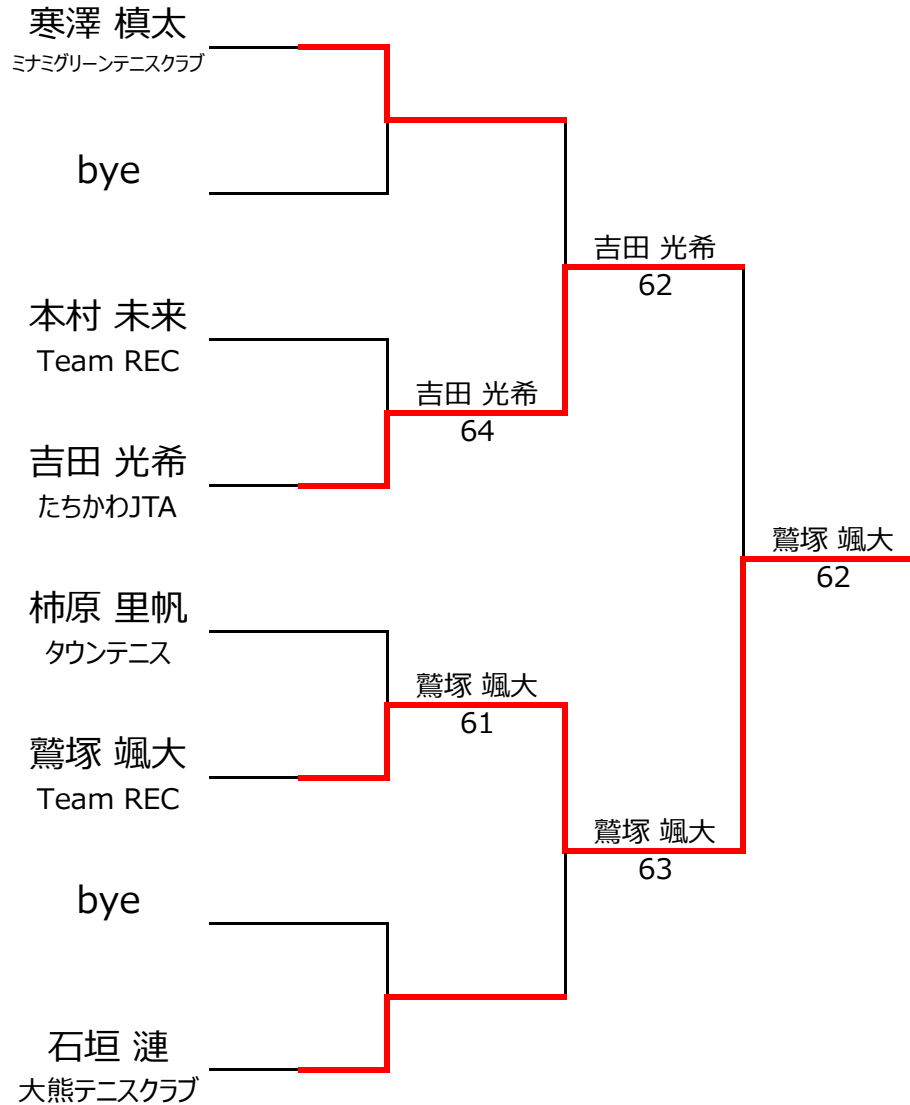 寒澤 槙太
ミナミグリーンテニスクラブ
bye
吉田 光希
62
本村 未来
Team REC
吉田 光希
64
吉田 光希
たちかわJTA
鷲塚 颯大
62
柿原 里帆
タウンテニス
鷲塚 颯大
61
鷲塚 颯大
Team REC
鷲塚 颯大
63
bye
石垣 漣
大熊テニスクラブ